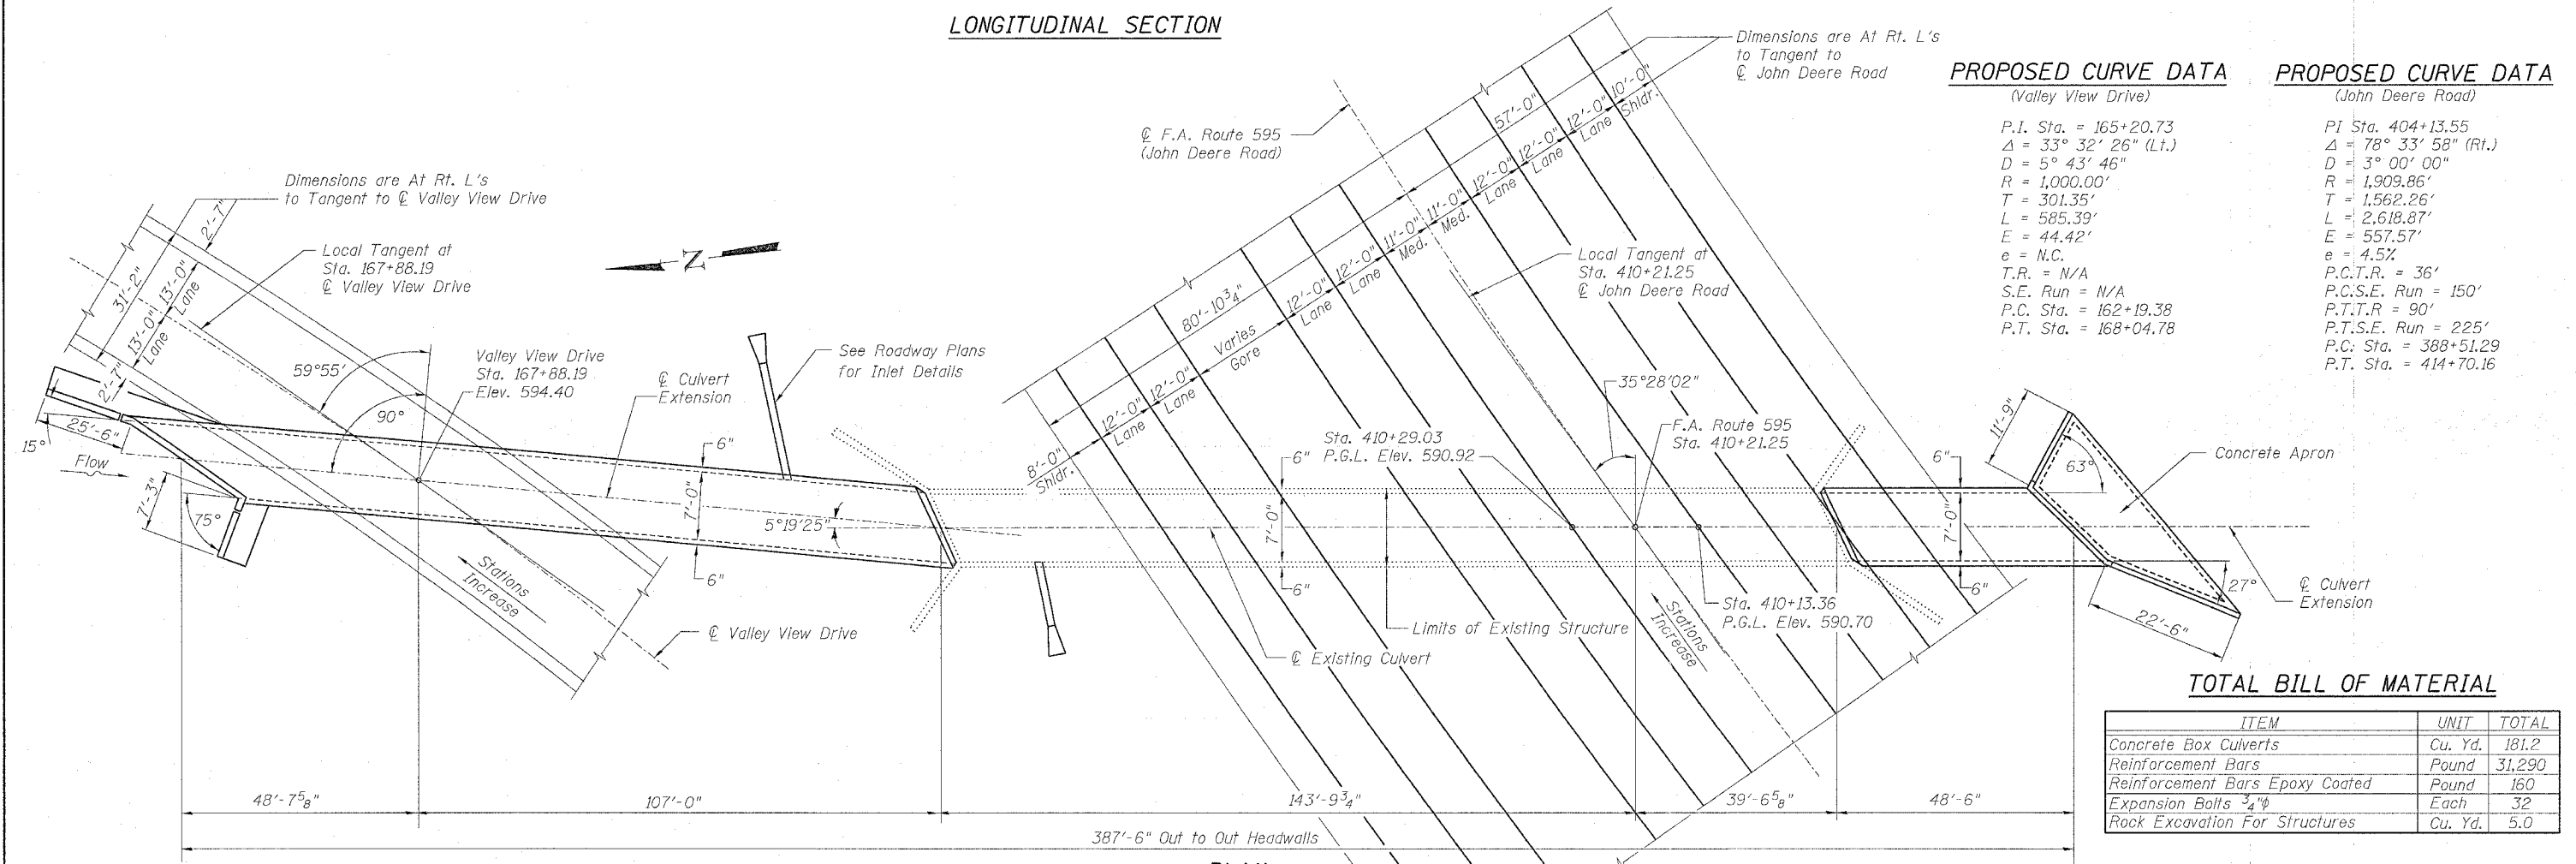 LONGITUDINAL SECTION
Dimensions are At Rt. L's
to Tangent to
℄ John Deere Road
PROPOSED CURVE DATA
(Valley View Drive)
P.I. Sta. = 165+20.73
Δ = 33° 32' 26" (Lt.)
D = 5° 43' 46"
R = 1,000.00'
T = 301.35'
L = 585.39'
E = 44.42'
e = N.C.
T.R. = N/A
S.E. Run = N/A
P.C. Sta. = 162+19.38
P.T. Sta. = 168+04.78
PROPOSED CURVE DATA
(John Deere Road)
PI Sta. 404+13.55
Δ = 78° 33' 58" (Rt.)
D = 3° 00' 00"
R = 1,909.86'
T = 1,562.26'
L = 2,618.87'
E = 557.57'
e = 4.5%
P.C.T.R. = 36'
P.C.S.E. Run = 150'
P.T.T.R = 90'
P.T.S.E. Run = 225'
P.C. Sta. = 388+51.29
P.T. Sta. = 414+70.16
℄ F.A. Route 595
(John Deere Road)
57'-0"
10'-0"
Shldr.
12'-0"
Lane
12'-0"
Lane
12'-0"
Lane
11'-0"
Med.
11'-0"
Med.
12'-0"
Lane
12'-0"
Lane
80'-10¾"
Varies
Gore
12'-0"
Lane
12'-0"
Lane
8'-0"
Shldr.
Dimensions are At Rt. L's
to Tangent to ℄ Valley View Drive
2'-7"
Local Tangent at
Sta. 167+88.19
℄ Valley View Drive
31'-2"
13'-0"
Lane
13'-0"
Lane
2'-7"
N
Local Tangent at
Sta. 410+21.25
℄ John Deere Road
59°55'
90°
Valley View Drive
Sta. 167+88.19
Elev. 594.40
℄ Culvert
Extension
See Roadway Plans
for Inlet Details
35°28'02"
Sta. 410+29.03
P.G.L. Elev. 590.92
F.A. Route 595
Sta. 410+21.25
11'-9"
63°
Concrete Apron
15°
25'-6"
Flow
7'-3"
75°
6"
7'-0"
6"
5°19'25"
6"
7'-0"
6"
6"
7'-0"
6"
27°
22'-6"
℄ Culvert
Extension
Stations
Increase
℄ Valley View Drive
Limits of Existing Structure
℄ Existing Culvert
Stations
Increase
Sta. 410+13.36
P.G.L. Elev. 590.70
TOTAL BILL OF MATERIAL
ITEM UNIT TOTAL
Concrete Box Culverts Cu. Yd. 181.2
Reinforcement Bars Pound 31,290
Reinforcement Bars Epoxy Coated Pound 160
Expansion Bolts ¾"φ Each 32
Rock Excavation For Structures Cu. Yd. 5.0
48'-7⅝" 107'-0" 143'-9¾" 39'-6⅝" 48'-6"
387'-6" Out to Out Headwalls